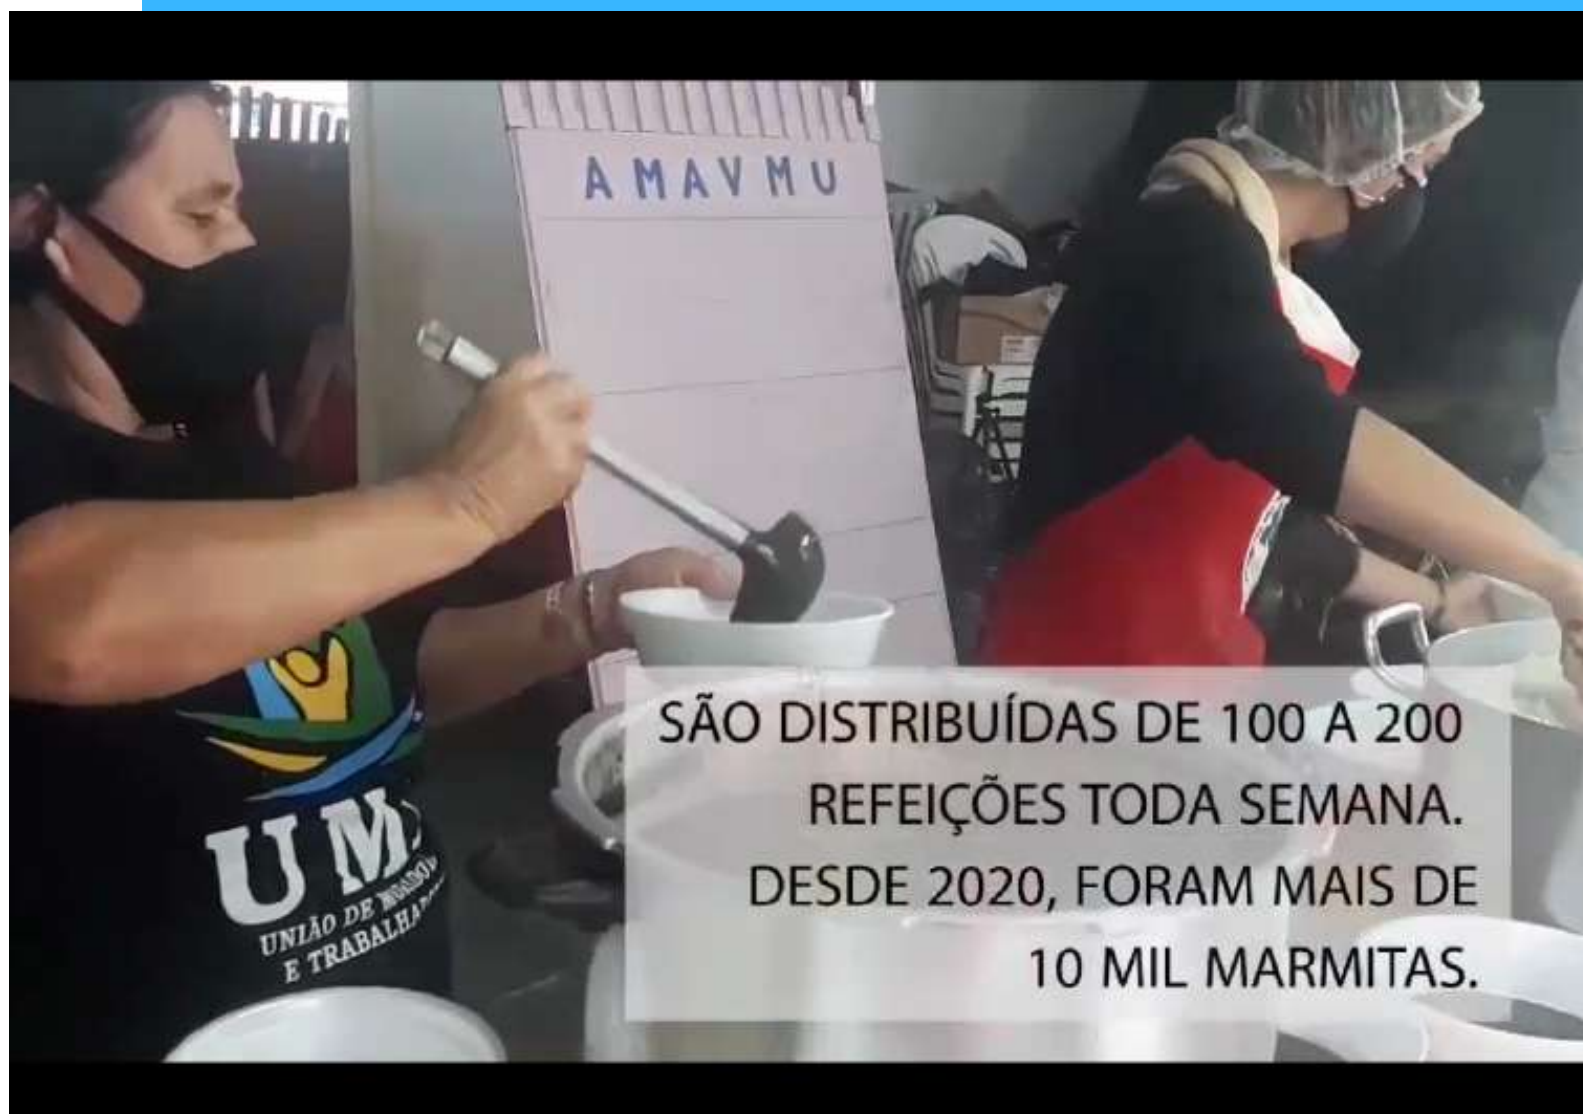 AMAVMU
UM
UNIÃO DE
E
SÃO DISTRIBUÍDAS DE 100 A 200
REFEIÇÕES TODA SEMANA.
DESDE 2020, FORAM MAIS DE
10 MIL MARMITAS.